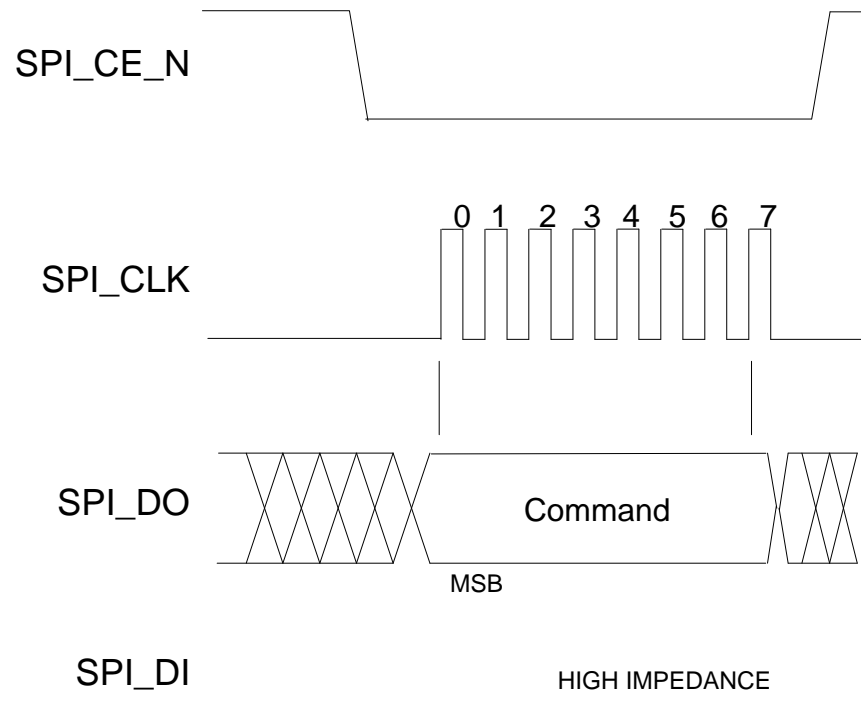 SPI_CE_N
0 1 2 3 4 5 6 7
SPI_CLK
SPI_DO
Command
MSB
SPI_DI
HIGH IMPEDANCE